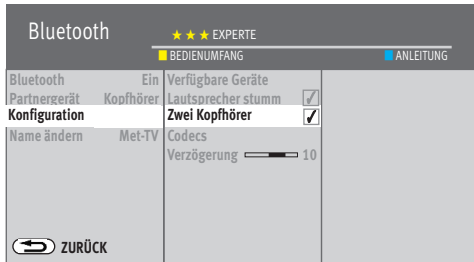 Bluetooth
★ ★ ★ EXPERTE
BEDIENUMFANG
ANLEITUNG
Bluetooth Ein
Partnergerät Kopfhörer
Konfiguration
Name ändern Met-TV
Verfügbare Geräte
Lautsprecher stumm
Zwei Kopfhörer
Codecs
Verzögerung 10
ZURÜCK